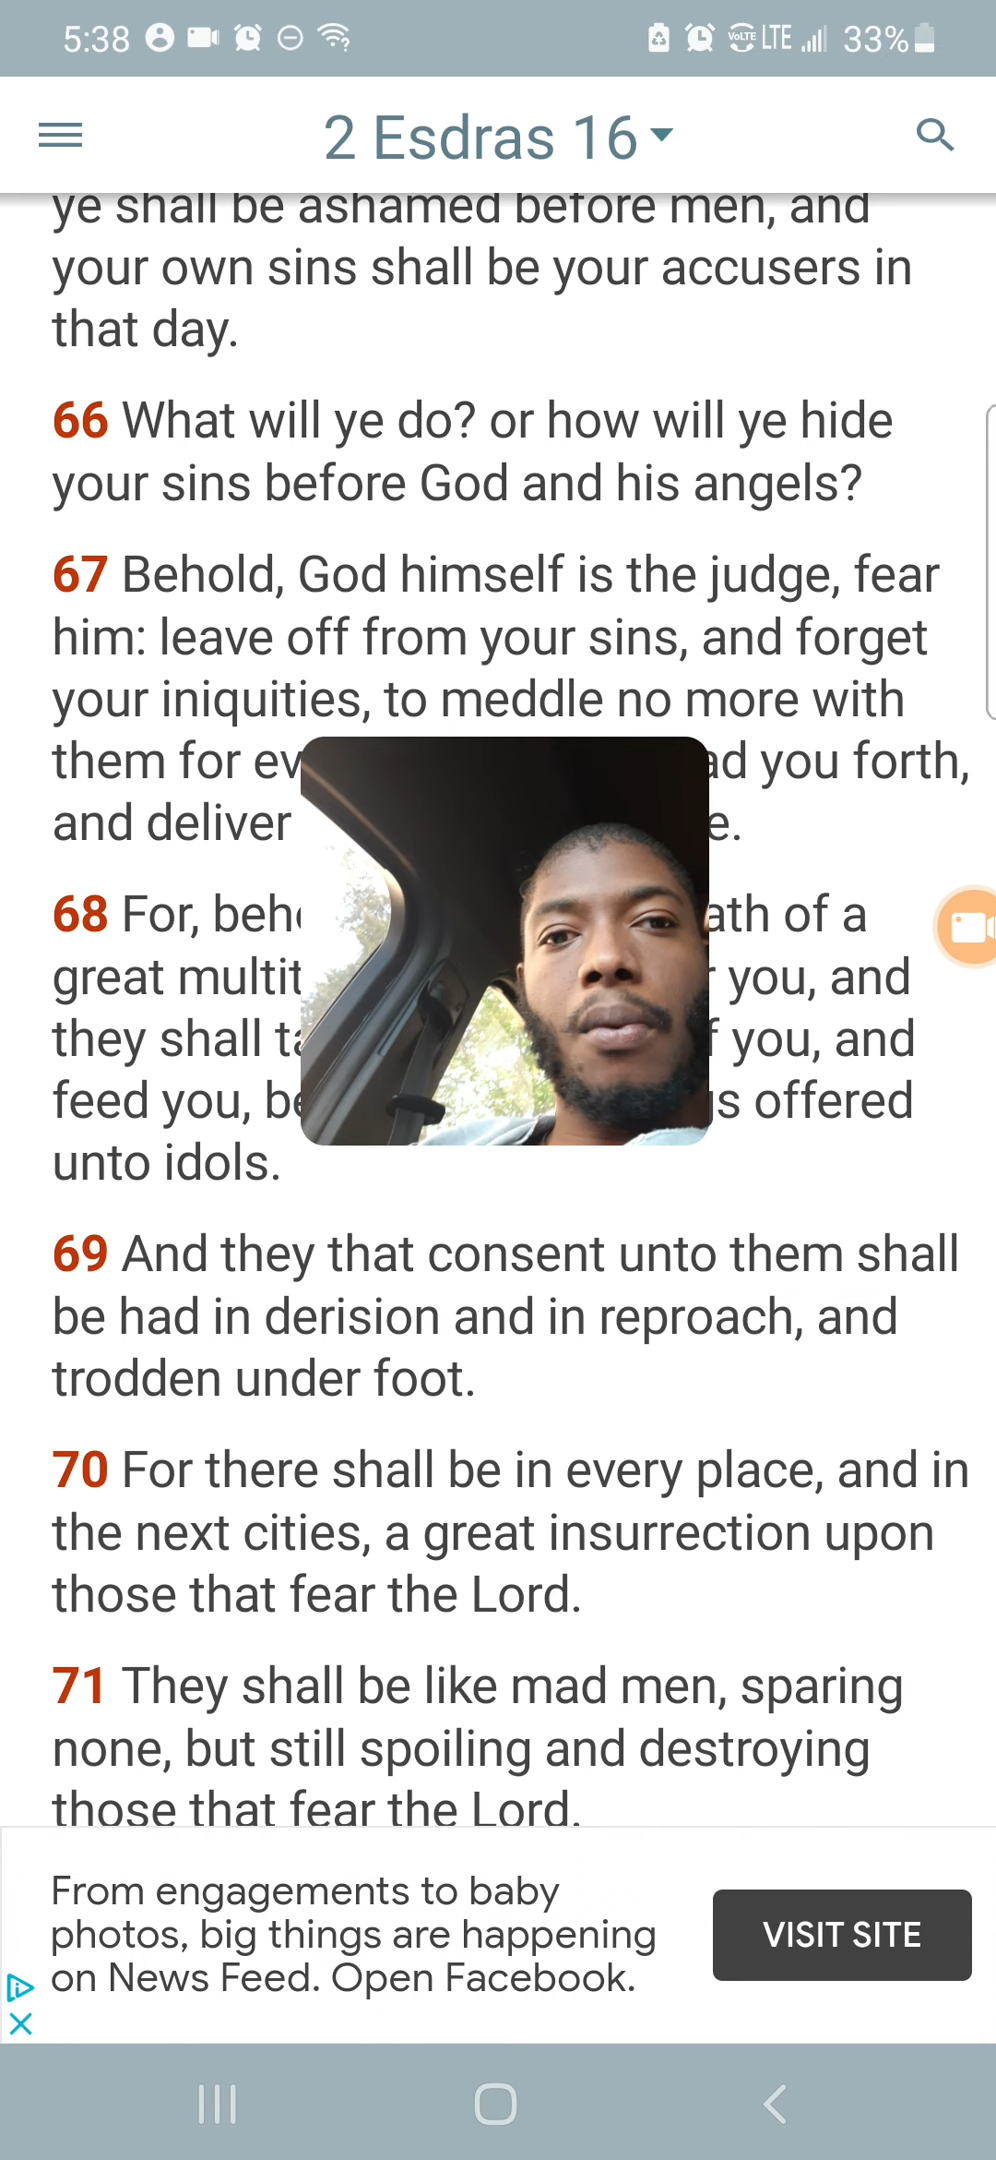 5:38
VoLTE LTE 33%
2 Esdras 16
ye shall be ashamed before men, and
your own sins shall be your accusers in
that day.
66 What will ye do? or how will ye hide
your sins before God and his angels?
67 Behold, God himself is the judge, fear
him: leave off from your sins, and forget
your iniquities, to meddle no more with
them for ev ad you forth,
and deliver e.
68 For, beh ath of a
great multit you, and
they shall ta f you, and
feed you, be s offered
unto idols.
69 And they that consent unto them shall
be had in derision and in reproach, and
trodden under foot.
70 For there shall be in every place, and in
the next cities, a great insurrection upon
those that fear the Lord.
71 They shall be like mad men, sparing
none, but still spoiling and destroying
those that fear the Lord.
From engagements to baby
photos, big things are happening
on News Feed. Open Facebook.
VISIT SITE